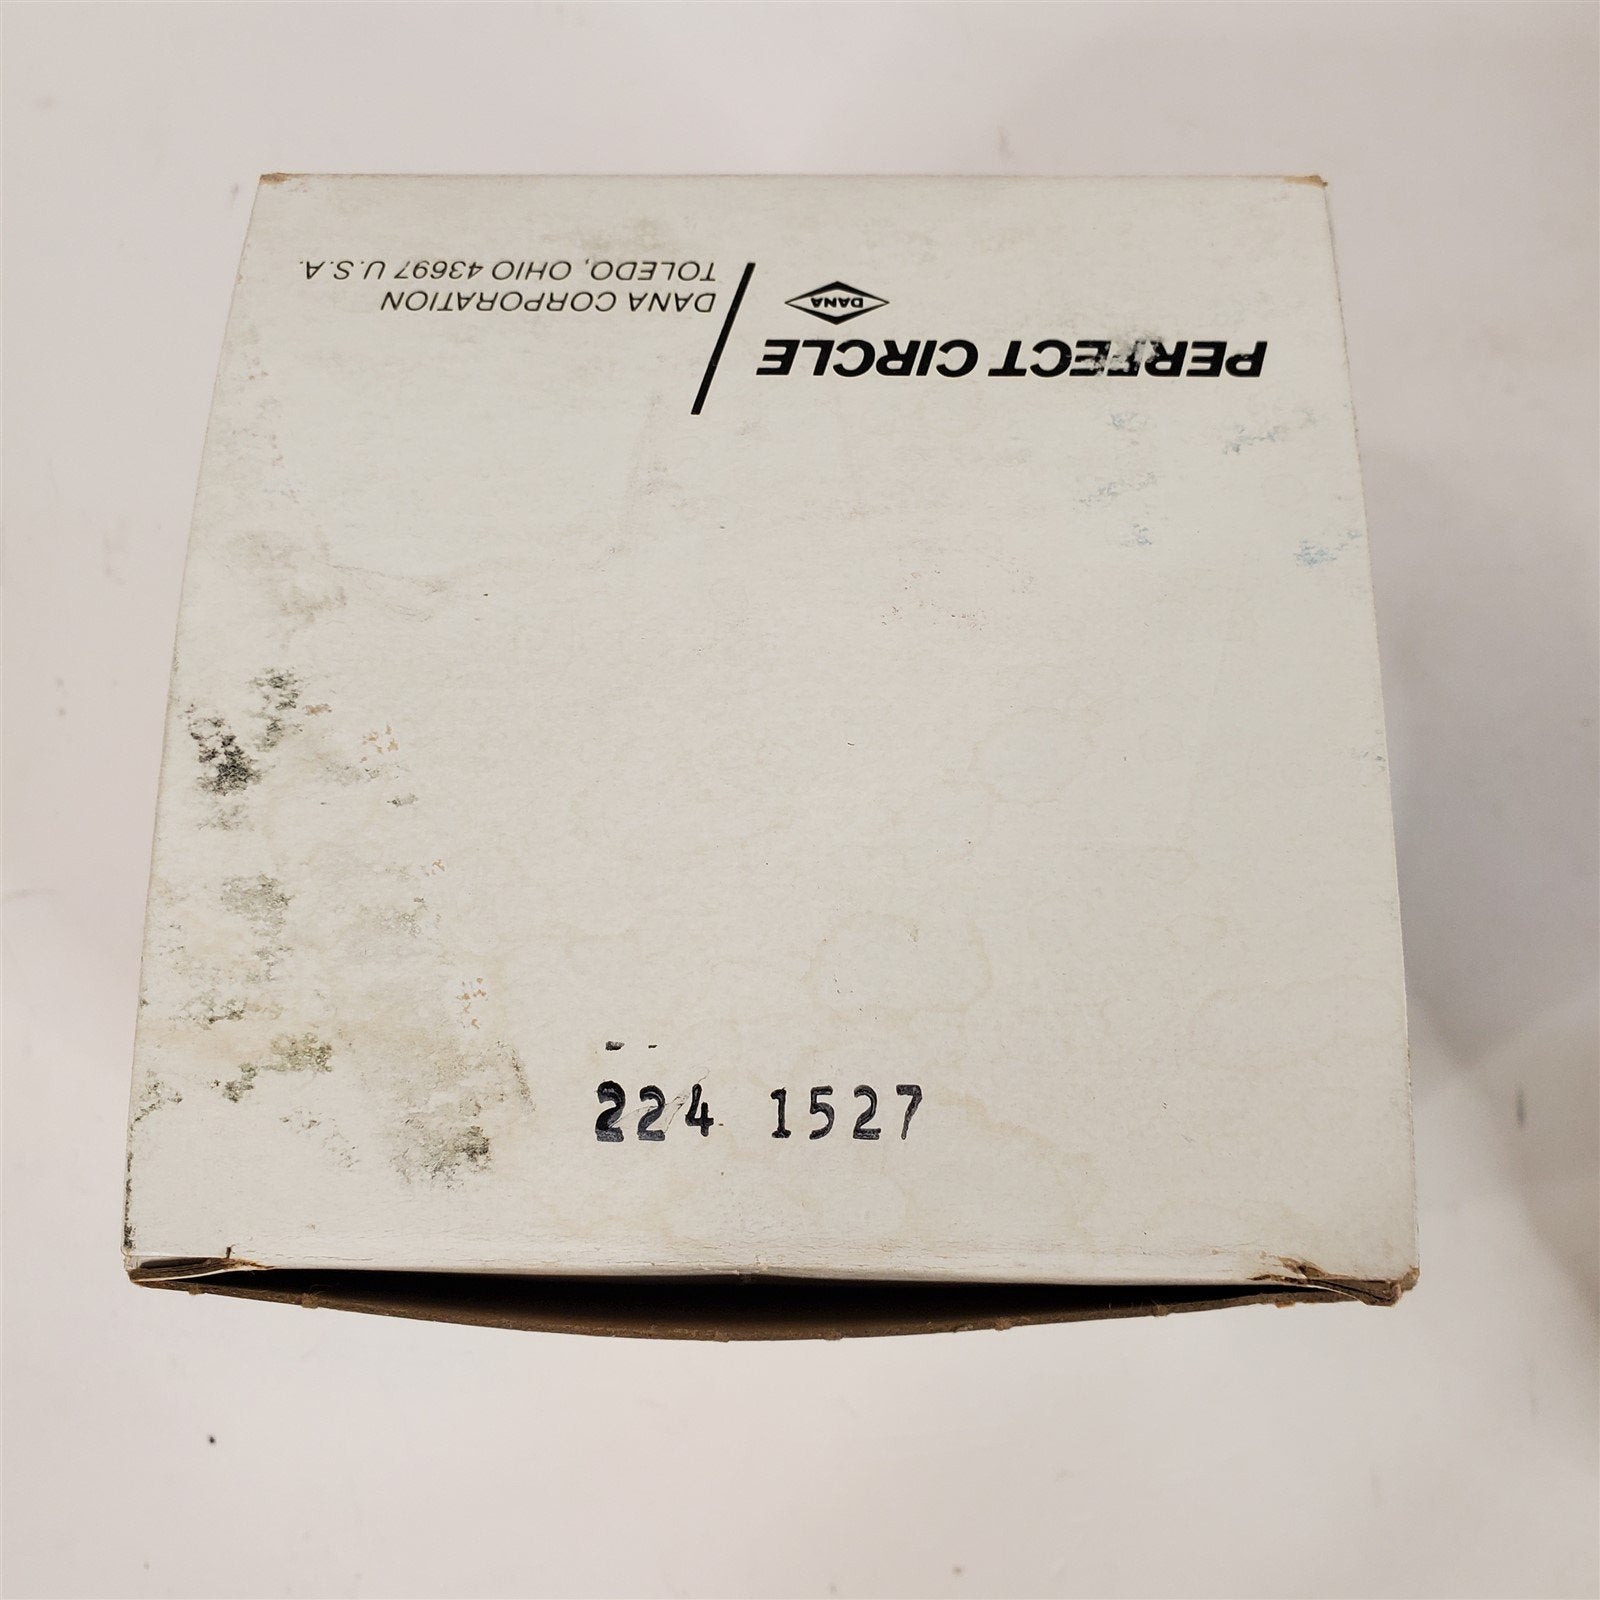 PERFECT CIRCLE
DANA
DANA CORPORATION
TOLEDO, OHIO 43697 U.S.A.
224 1527